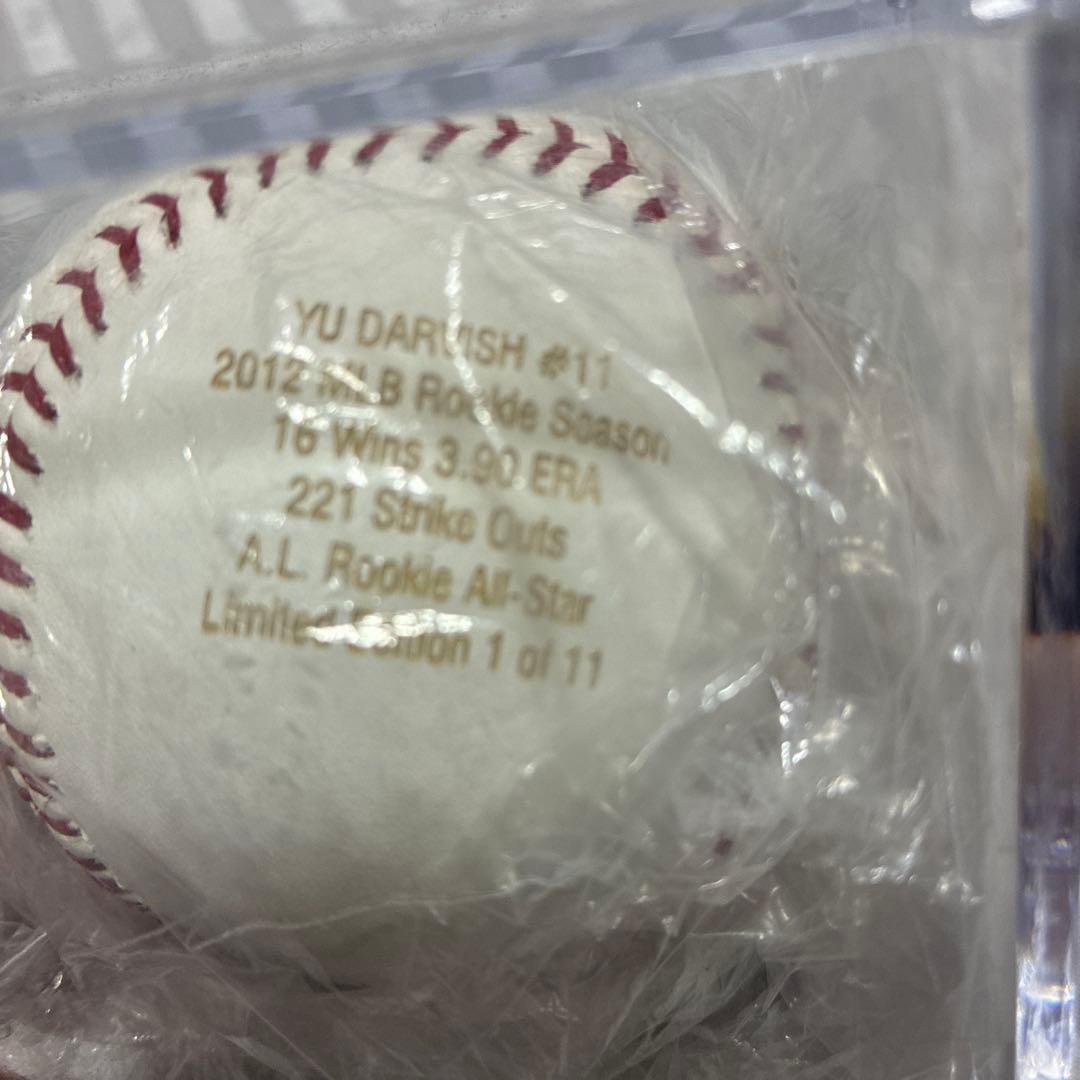 YU DARVISH #11
2012 MLB Rookie Season
16 Wins 3.90 ERA
221 Strike Outs
A.L. Rookie All-Star
Limited Edition 1 of 11